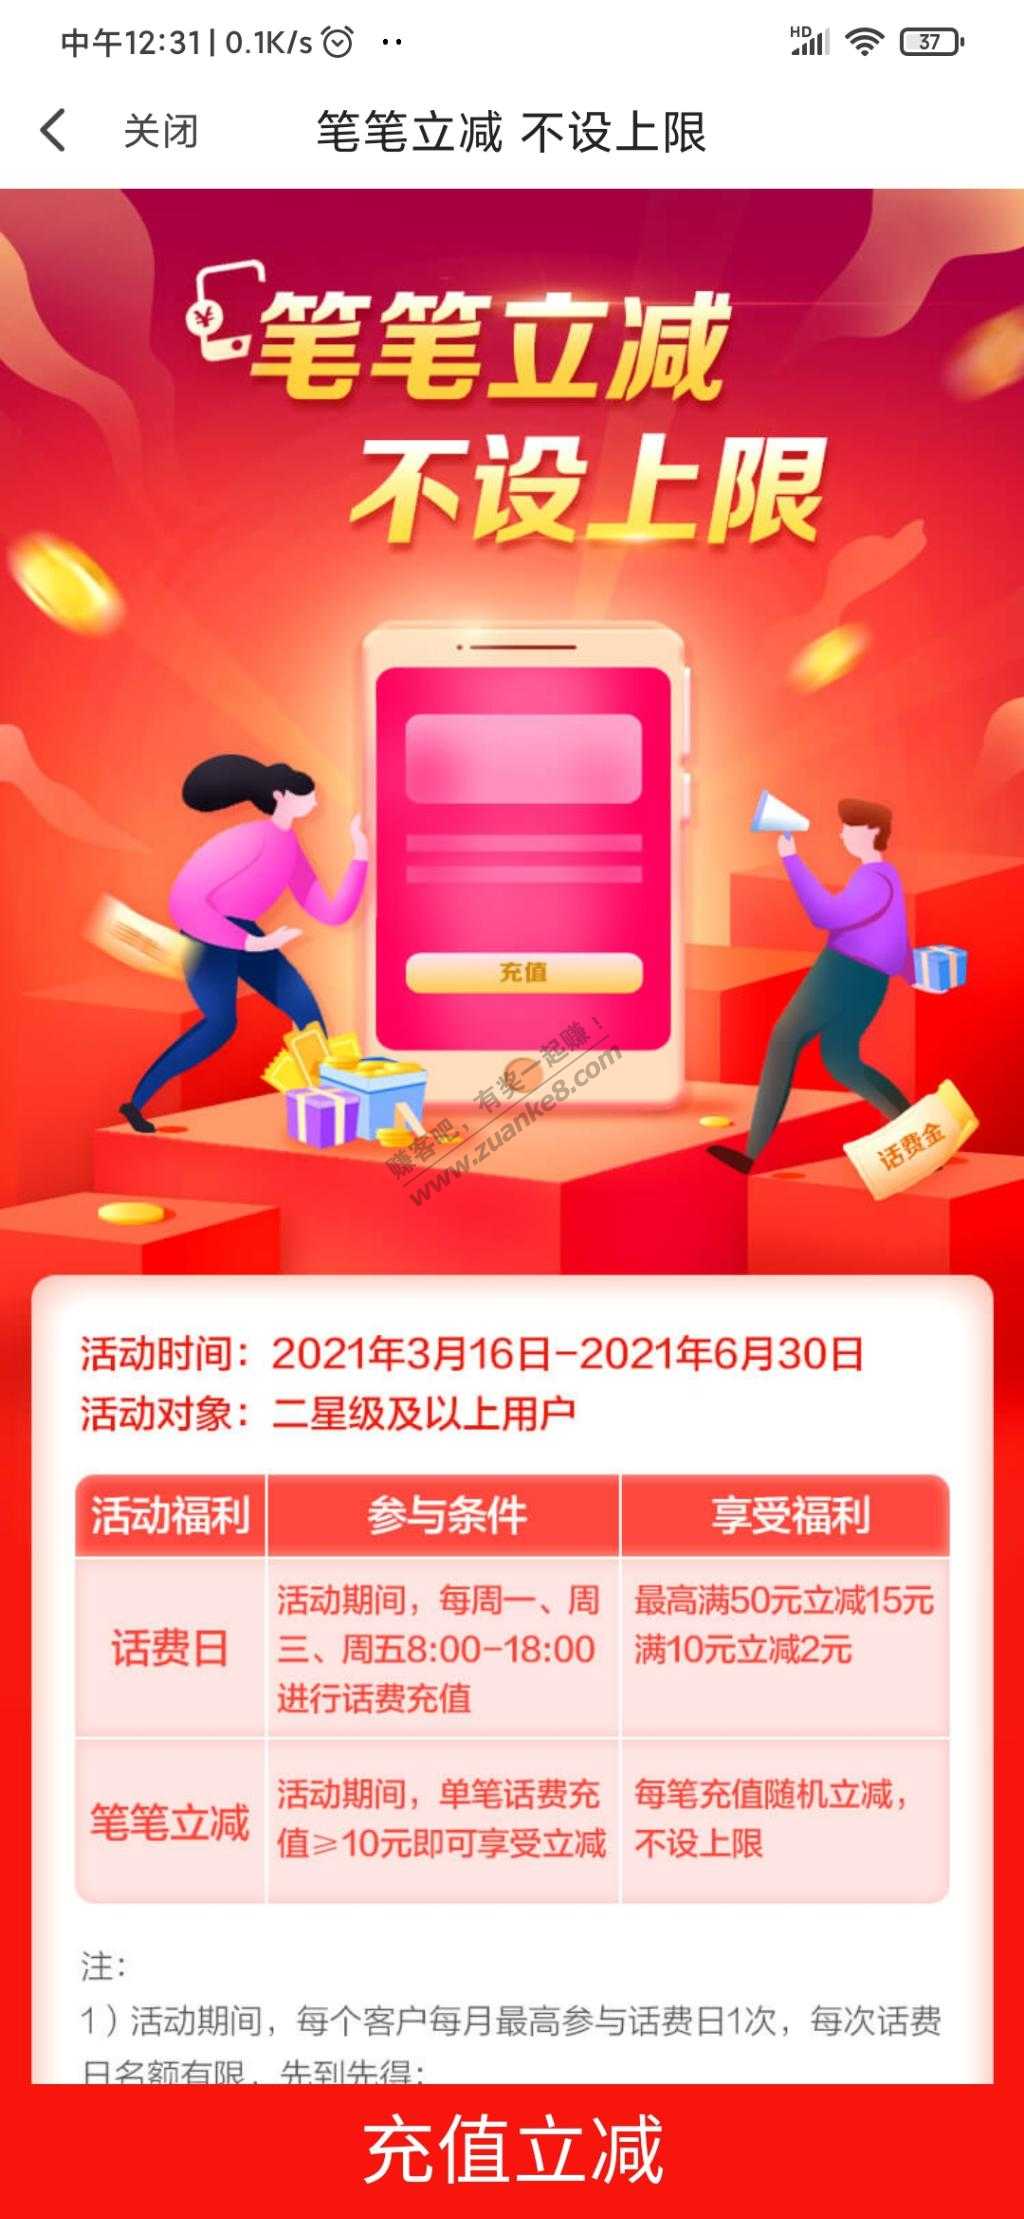 中午12:31 | 0.1K/s
HD
37
关闭
笔笔立减 不设上限
¥
笔笔立减
不设上限
充值
赚客吧，有奖一起赚！
www.zuanke8.com
话费金
活动时间：2021年3月16日-2021年6月30日
活动对象：二星级及以上用户
活动福利 参与条件 享受福利
话费日
活动期间，每周一、周
三、周五8:00-18:00
进行话费充值
最高满50元立减15元
满10元立减2元
笔笔立减
活动期间，单笔话费充
值≥10元即可享受立减
每笔充值随机立减，
不设上限
注：
1）活动期间，每个客户每月最高参与话费日1次，每次话费
日名额有限，先到先得；
充值立减